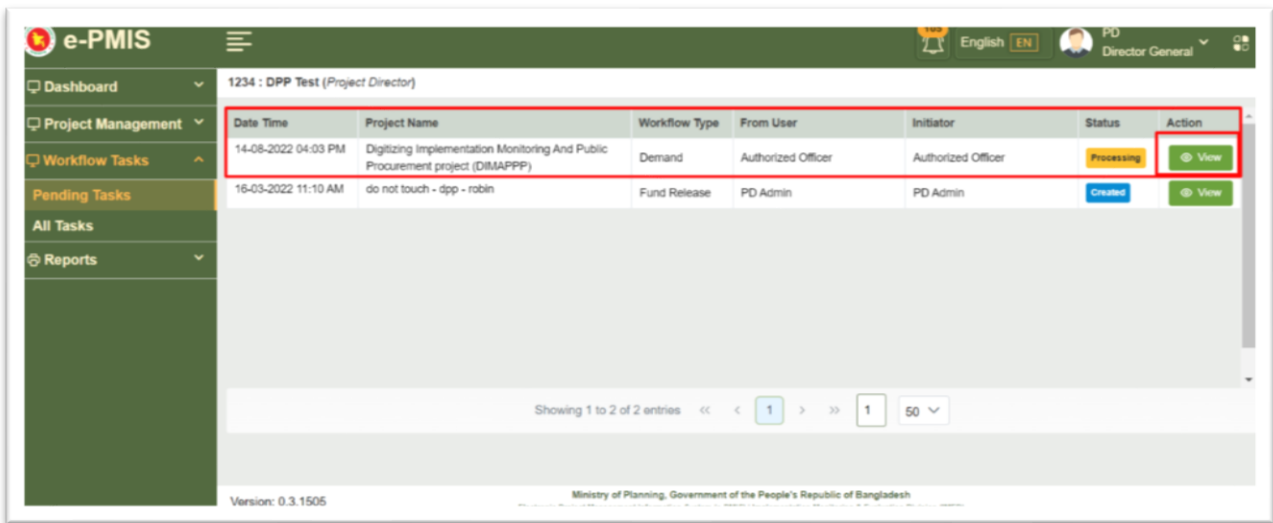 e-PMIS
English EN
PD
Director General
Dashboard
1234 : DPP Test (Project Director)
Project Management
Date Time Project Name Workflow Type From User Initiator Status Action
14-08-2022 04:03 PM Digitizing Implementation Monitoring And Public Demand Authorized Officer Authorized Officer Processing View
Procurement project (DIMAPPP)
Workflow Tasks
Pending Tasks
16-03-2022 11:10 AM do not touch - dpp - robin Fund Release PD Admin PD Admin Created View
All Tasks
Reports
Showing 1 to 2 of 2 entries << < 1 > >> 1 50
Version: 0.3.1505
Ministry of Planning, Government of the People's Republic of Bangladesh